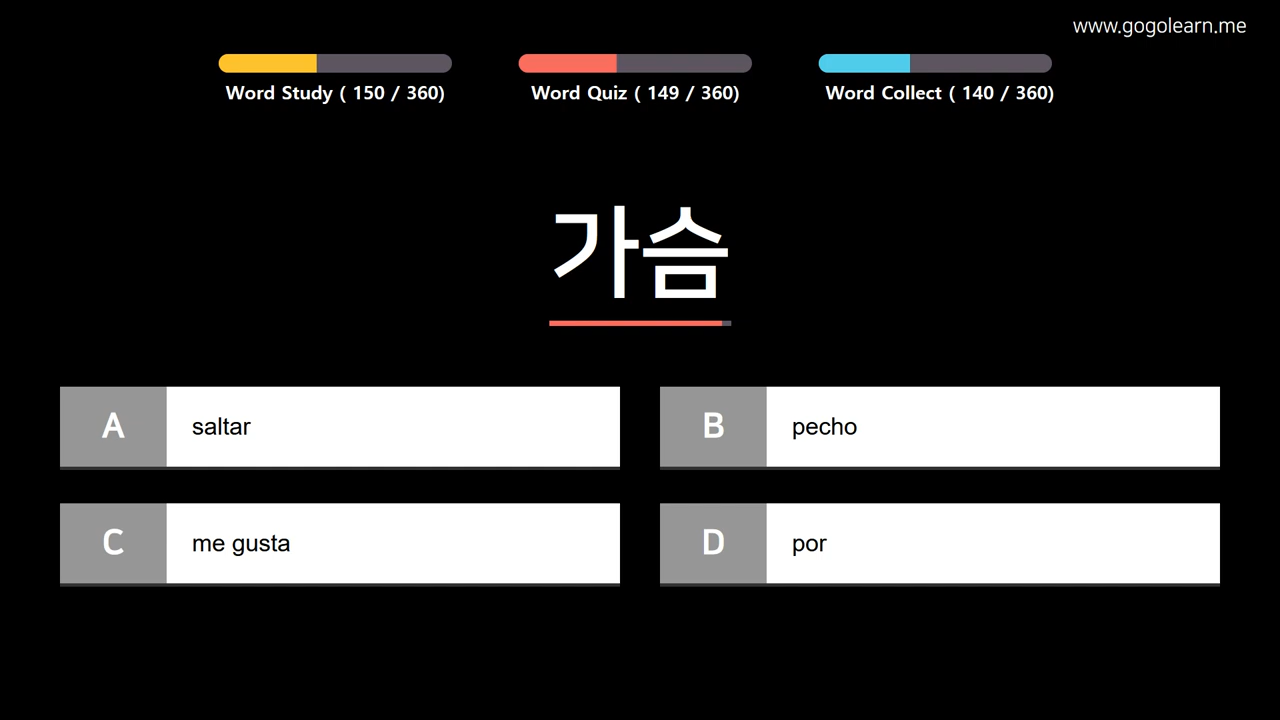 www.gogolearn.me
Word Study ( 150 / 360)
Word Quiz ( 149 / 360)
Word Collect ( 140 / 360)
가슴
A saltar
B pecho
C me gusta
D por